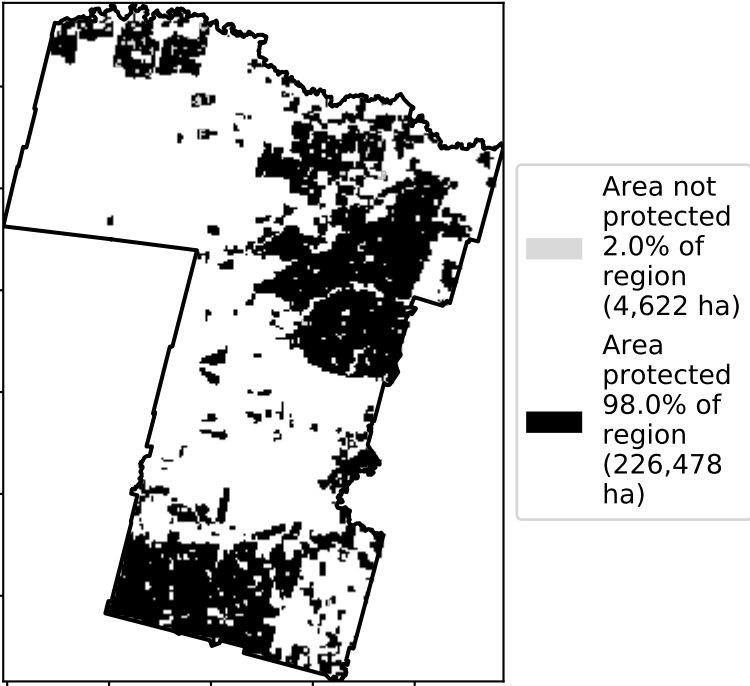 Area not
protected
2.0% of
region
(4,622 ha)
Area
protected
98.0% of
region
(226,478
ha)